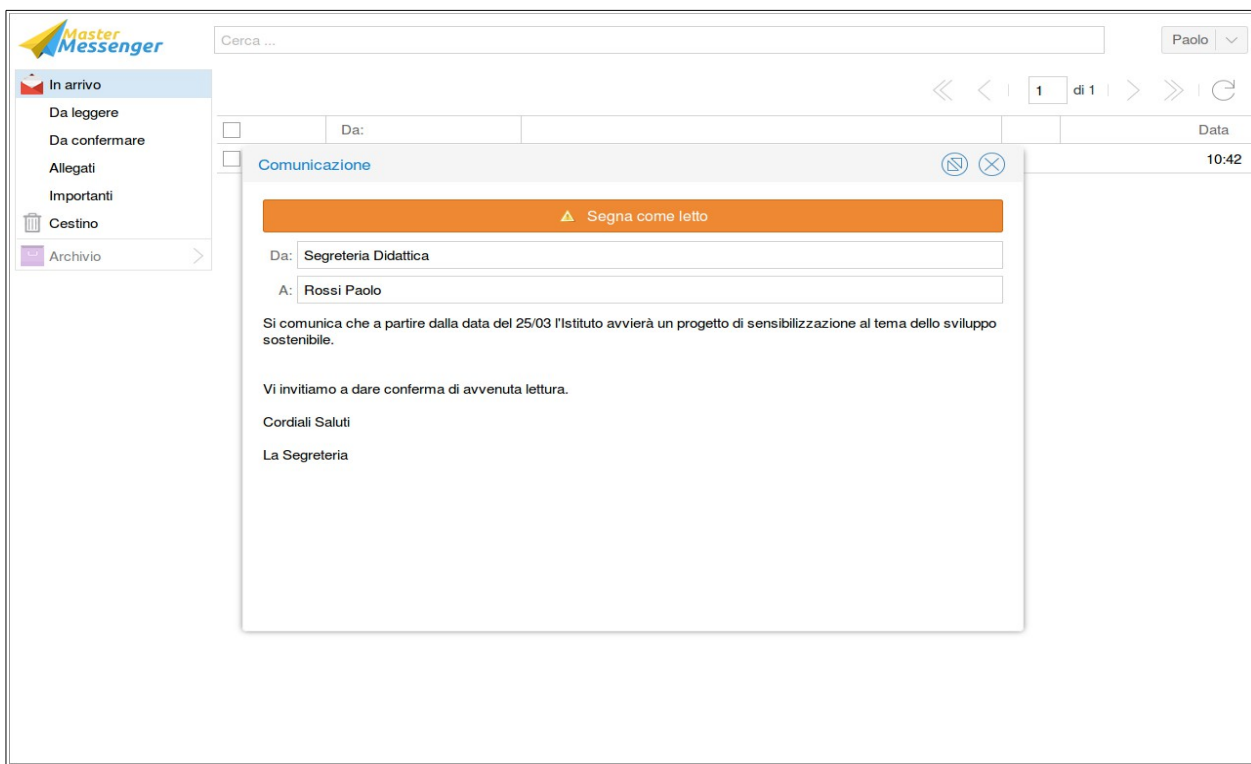 Master
Messenger
Cerca ...
Paolo
In arrivo
Da leggere
Da confermare
Allegati
Importanti
Cestino
Archivio
1 di 1
Da: Data
10:42
Comunicazione
Segna come letto
Da: Segreteria Didattica
A: Rossi Paolo
Si comunica che a partire dalla data del 25/03 l'Istituto avvierà un progetto di sensibilizzazione al tema dello sviluppo
sostenibile.
Vi invitiamo a dare conferma di avvenuta lettura.
Cordiali Saluti
La Segreteria